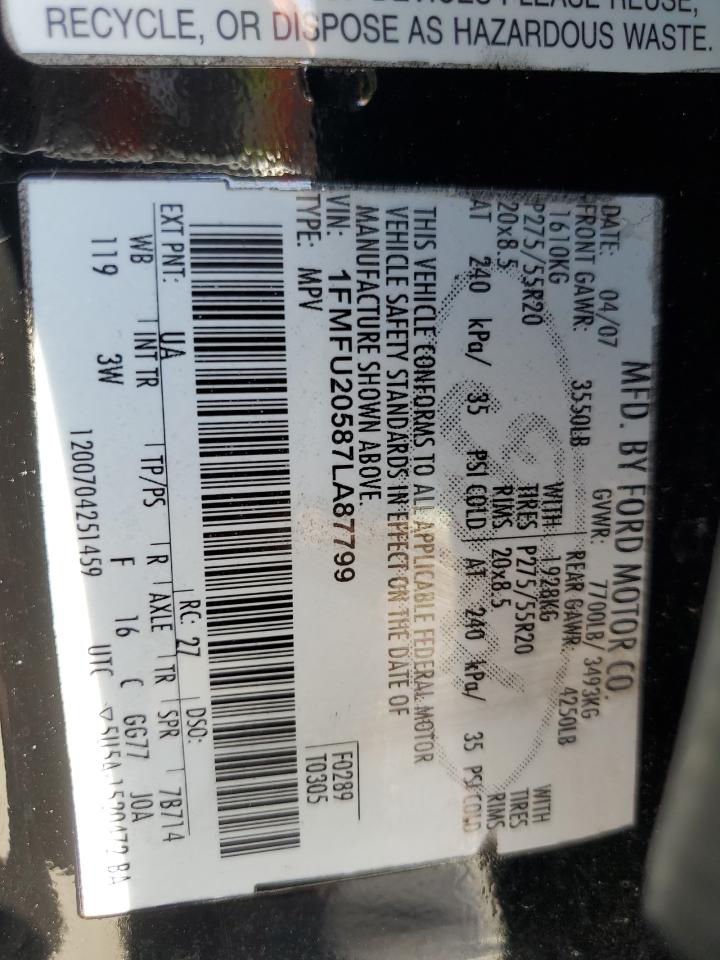 DEVICES PLEASE REUSE,
RECYCLE, OR DISPOSE AS HAZARDOUS WASTE.
MFD. BY FORD MOTOR CO.
DATE: 04/07 GVWR: 7700LB/ 3493KG
FRONT GAWR: 3550LB REAR GAWR: 4250LB
1610KG WITH 1928KG WITH
P275/55R20 TIRES P275/55R20 TIRES
20x8.5 RIMS 20x8.5 RIMS
AT 240 kPa/ 35 PSI COLD AT 240 kPa/ 35 PSI COLD
THIS VEHICLE CONFORMS TO ALL APPLICABLE FEDERAL MOTOR
VEHICLE SAFETY STANDARDS IN EFFECT ON THE DATE OF
MANUFACTURE SHOWN ABOVE.
VIN: 1FMFU20587LA87799 F0289
TYPE: MPV T0305
EXT PNT: UA RC: 27 DSO:
WB INT TR TP/PS R AXLE TR SPR 7B714
119 3W F 16 C GG77 J0A
1200704251459 UTC